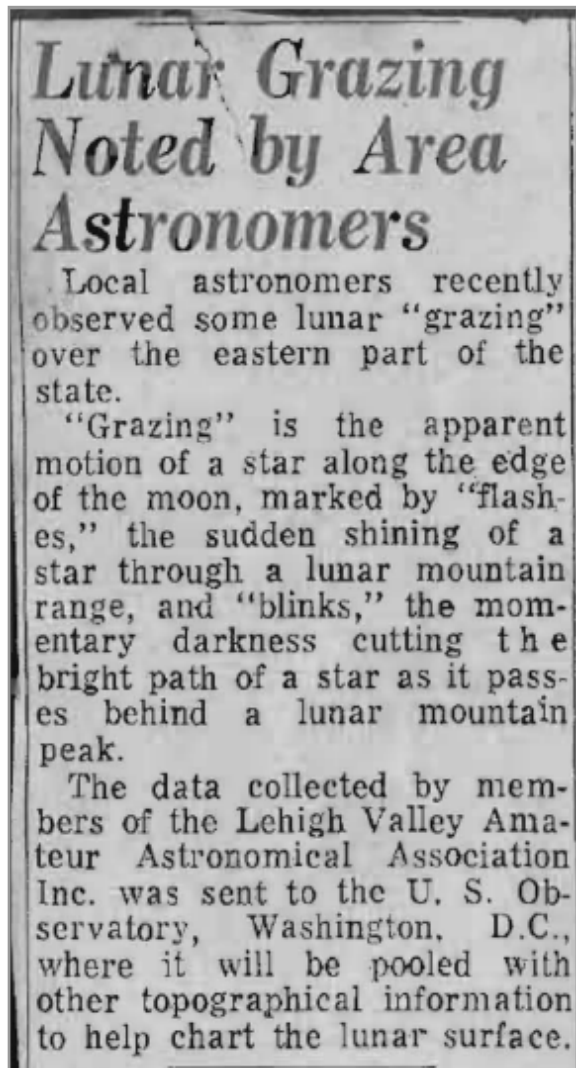 Lunar Grazing
Noted by Area
Astronomers
Local astronomers recently
observed some lunar "grazing"
over the eastern part of the
state.
"Grazing" is the apparent
motion of a star along the edge
of the moon, marked by "flash-
es," the sudden shining of a
star through a lunar mountain
range, and "blinks," the mom-
entary darkness cutting the
bright path of a star as it pass-
es behind a lunar mountain
peak.
The data collected by mem-
bers of the Lehigh Valley Ama-
teur Astronomical Association
Inc. was sent to the U. S. Ob-
servatory, Washington, D.C.,
where it will be pooled with
other topographical information
to help chart the lunar surface.